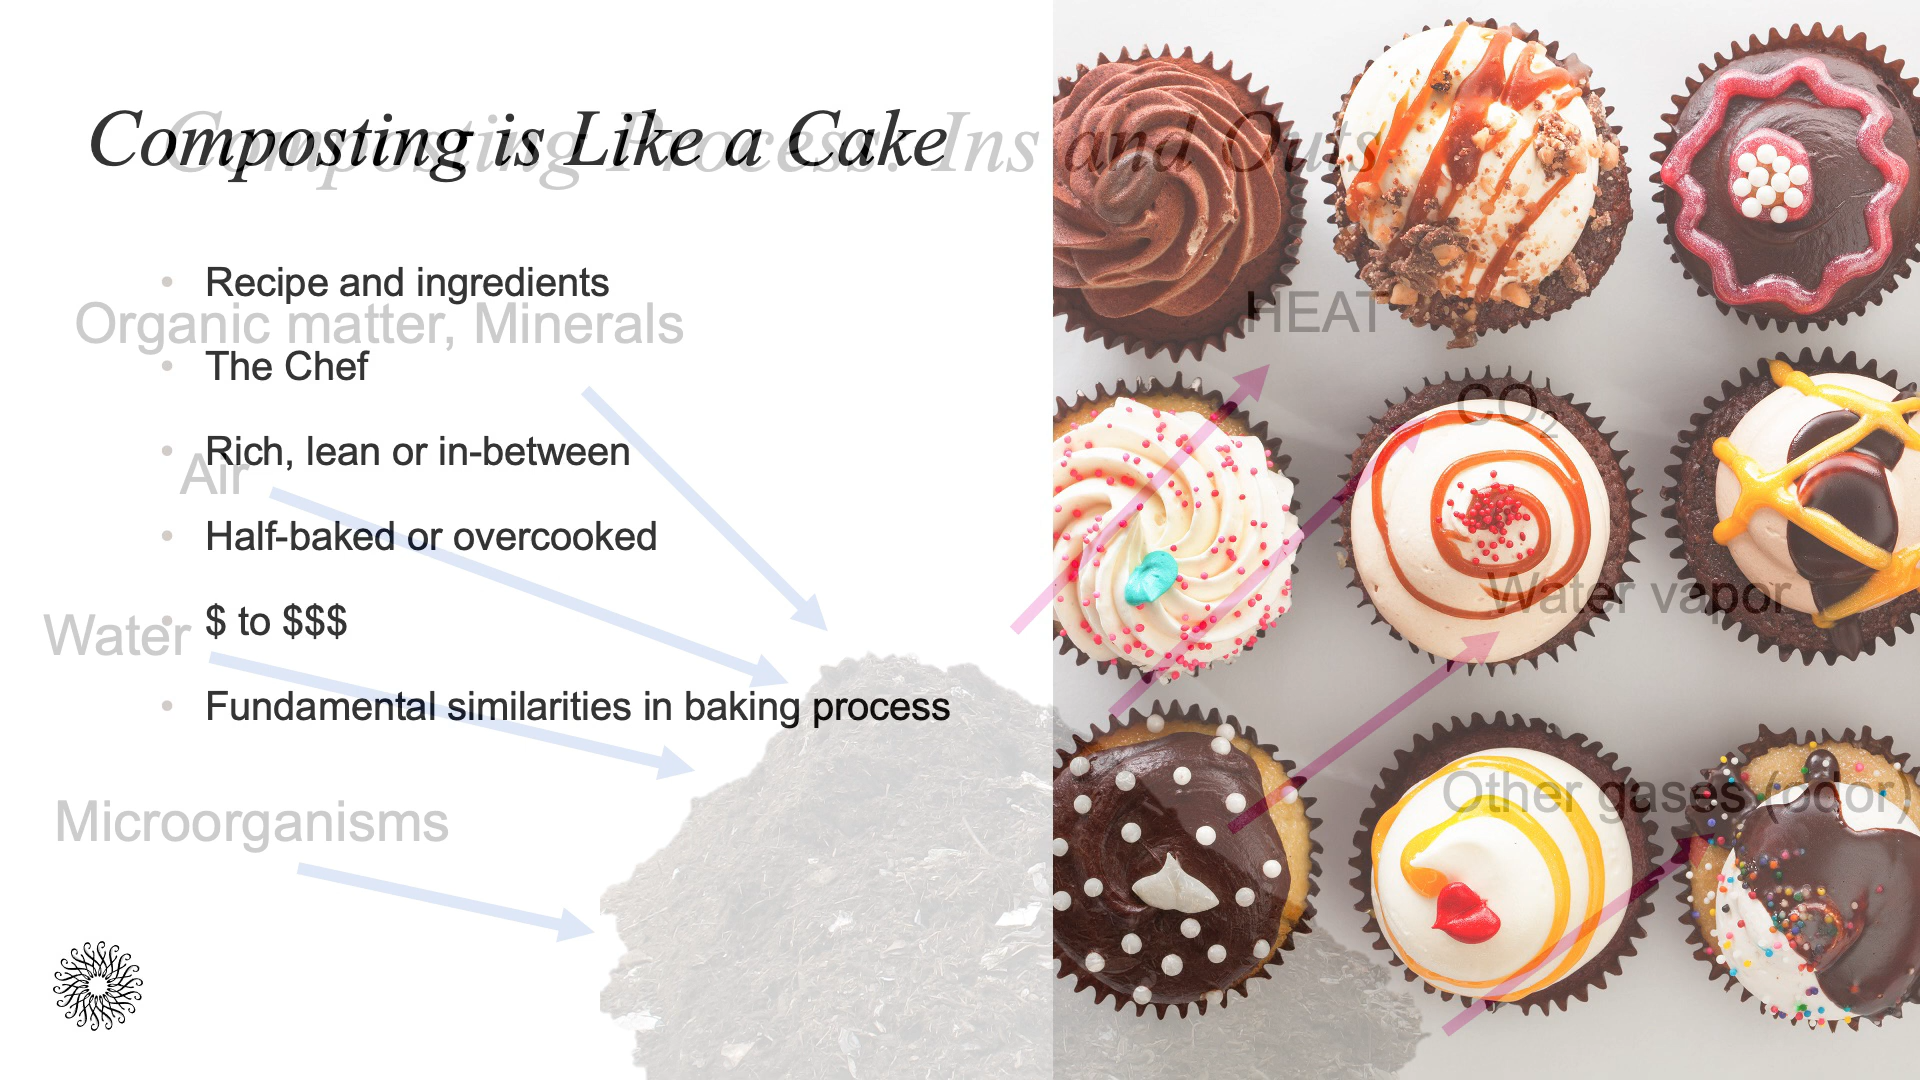 Composting is Like a Cake
Composting Process: Ins and Outs
Recipe and ingredients
Organic matter, Minerals
HEAT
The Chef
CO₂
Rich, lean or in-between
Air
Half-baked or overcooked
Water vapor
$ to $$$
Water
Fundamental similarities in baking process
Other gases (odor)
Microorganisms